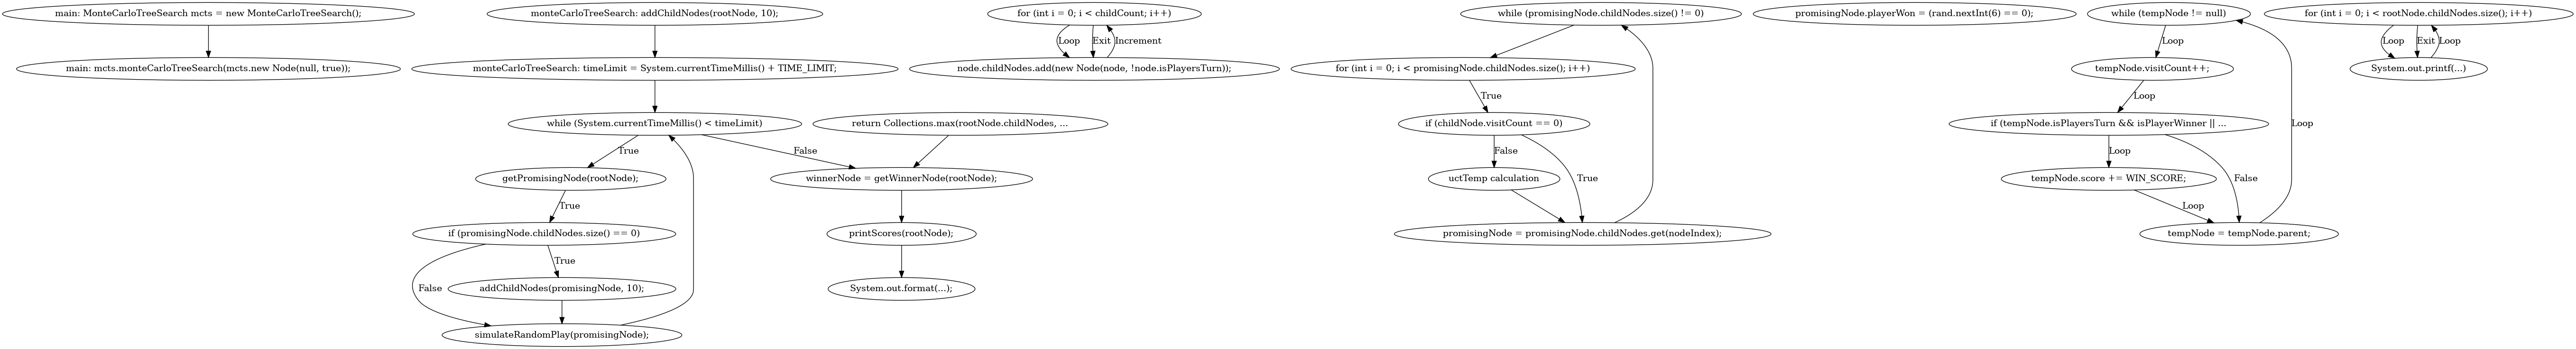 main: MonteCarloTreeSearch mcts = new MonteCarloTreeSearch();
main: mcts.monteCarloTreeSearch(mcts.new Node(null, true));
monteCarloTreeSearch: addChildNodes(rootNode, 10);
monteCarloTreeSearch: timeLimit = System.currentTimeMillis() + TIME_LIMIT;
while (System.currentTimeMillis() < timeLimit)
True
False
getPromisingNode(rootNode);
True
if (promisingNode.childNodes.size() == 0)
True
False
addChildNodes(promisingNode, 10);
simulateRandomPlay(promisingNode);
return Collections.max(rootNode.childNodes, ...
winnerNode = getWinnerNode(rootNode);
printScores(rootNode);
System.out.format(...);
for (int i = 0; i < childCount; i++)
Loop
Exit
Increment
node.childNodes.add(new Node(node, !node.isPlayersTurn));
while (promisingNode.childNodes.size() != 0)
for (int i = 0; i < promisingNode.childNodes.size(); i++)
True
if (childNode.visitCount == 0)
False
True
uctTemp calculation
promisingNode = promisingNode.childNodes.get(nodeIndex);
promisingNode.playerWon = (rand.nextInt(6) == 0);
while (tempNode != null)
Loop
tempNode.visitCount++;
Loop
if (tempNode.isPlayersTurn && isPlayerWinner || ...
Loop
False
tempNode.score += WIN_SCORE;
Loop
tempNode = tempNode.parent;
Loop
for (int i = 0; i < rootNode.childNodes.size(); i++)
Loop
Exit
Loop
System.out.printf(...)